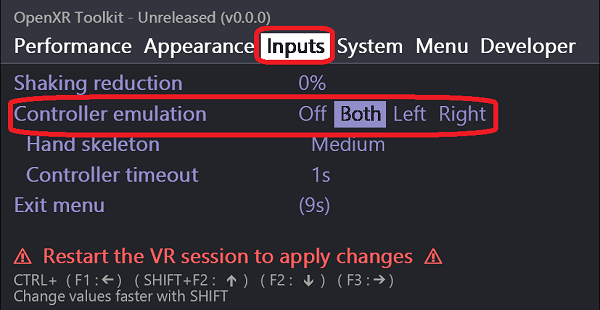 OpenXR Toolkit - Unreleased (v0.0.0)
Performance Appearance Inputs System Menu Developer
Shaking reduction 0%
Controller emulation Off Both Left Right
Hand skeleton Medium
Controller timeout 1s
Exit menu (9s)
⚠ Restart the VR session to apply changes ⚠
CTRL+ ( F1 : ← ) ( SHIFT+F2 : ↑ ) ( F2 : ↓ ) ( F3 : → )
Change values faster with SHIFT